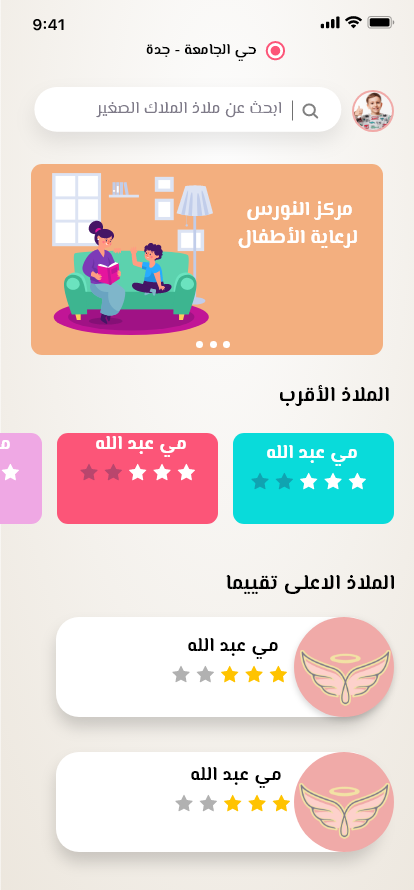 9:41
حي الجامعة - جدة
ابحث عن ملاذ الملاك الصغير
مركز النورس
لرعاية الأطفال
الملاذ الأقرب
مي عبد الله
مي عبد الله
الملاذ الاعلى تقييما
مي عبد الله
مي عبد الله